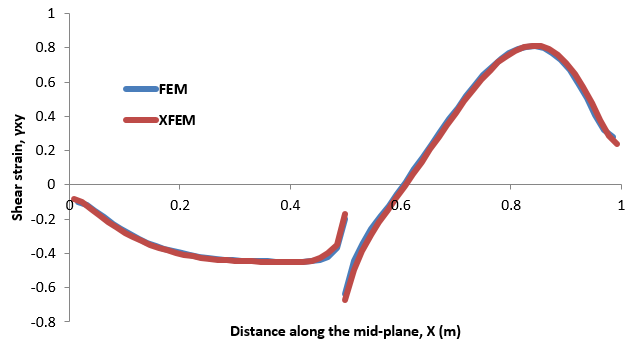 1
0.8
0.6
0.4
0.2
0
-0.2
-0.4
-0.6
-0.8
Shear strain, γxy
FEM
XFEM
0 0.2 0.4 0.6 0.8 1
Distance along the mid-plane, X (m)